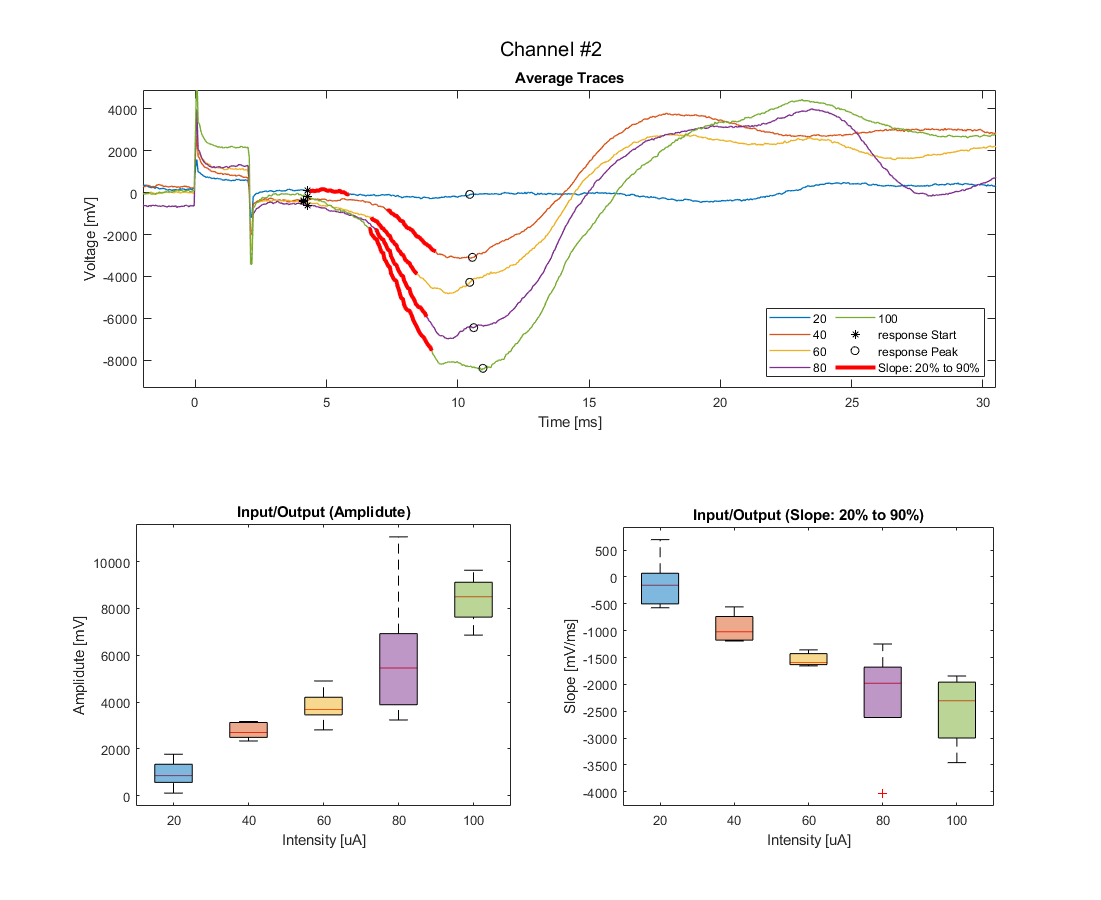 Channel #2
Average Traces
4000
2000
0
-2000
-4000
-6000
-8000
Voltage [mV]
0 5 10 15 20 25 30
Time [ms]
20 100
40 response Start
60 response Peak
80 Slope: 20% to 90%
Input/Output (Amplidute)
10000
8000
6000
4000
2000
0
Amplidute [mV]
20 40 60 80 100
Intensity [uA]
Input/Output (Slope: 20% to 90%)
500
0
-500
-1000
-1500
-2000
-2500
-3000
-3500
-4000
Slope [mV/ms]
20 40 60 80 100
Intensity [uA]